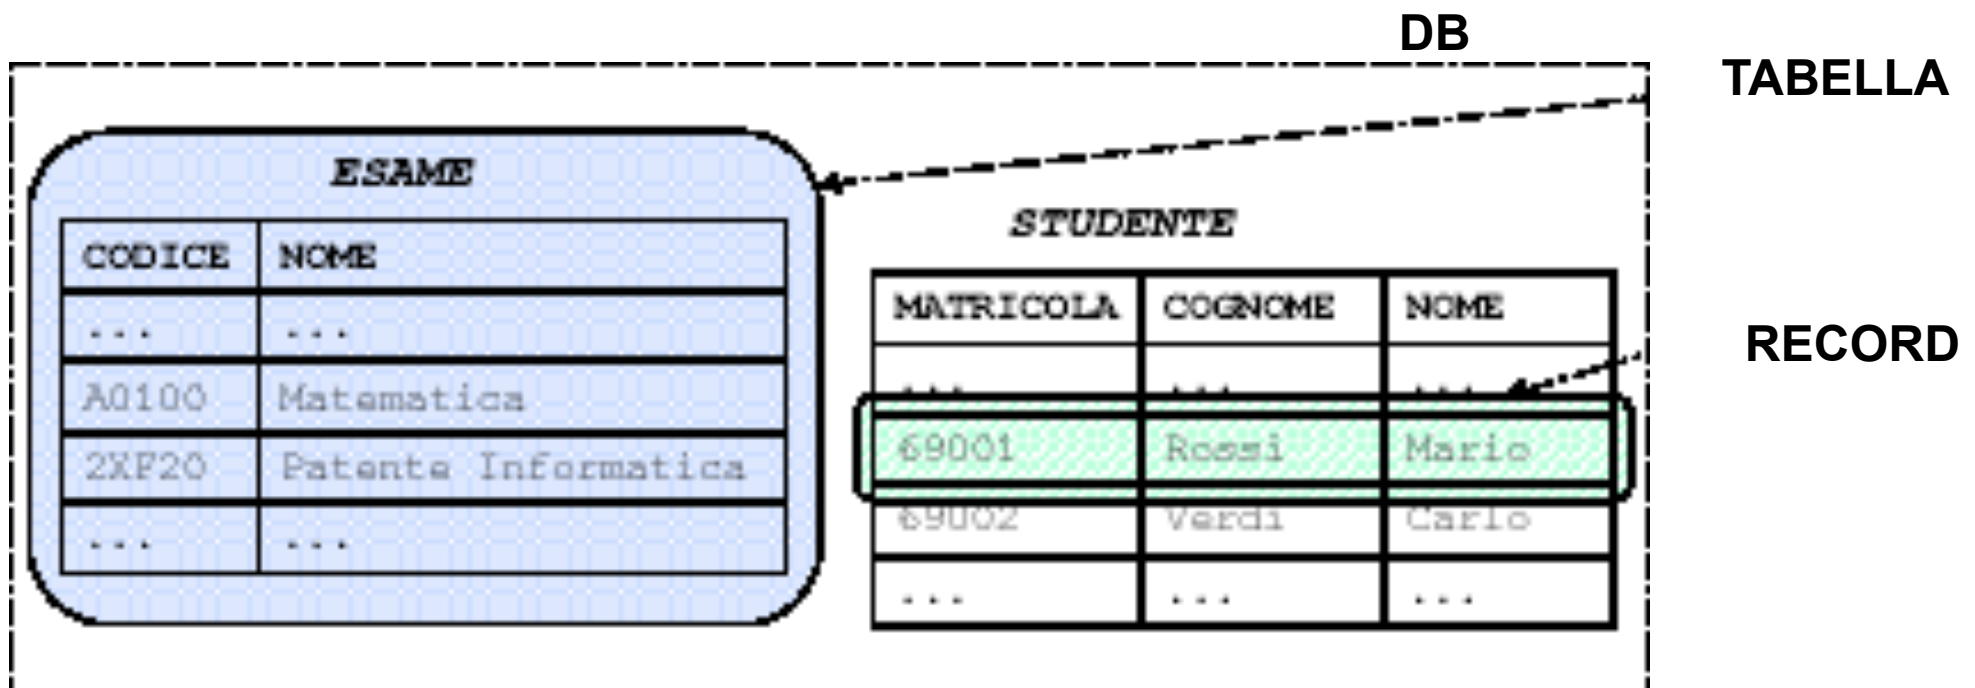 DB
TABELLA
ESAME
CODICE NOME
... ...
A0100 Matematica
2XF20 Patente Informatica
... ...
STUDENTE
MATRICOLA COGNOME NOME
... ... ...
69001 Rossi Mario
69002 Verdi Carlo
... ... ...
RECORD